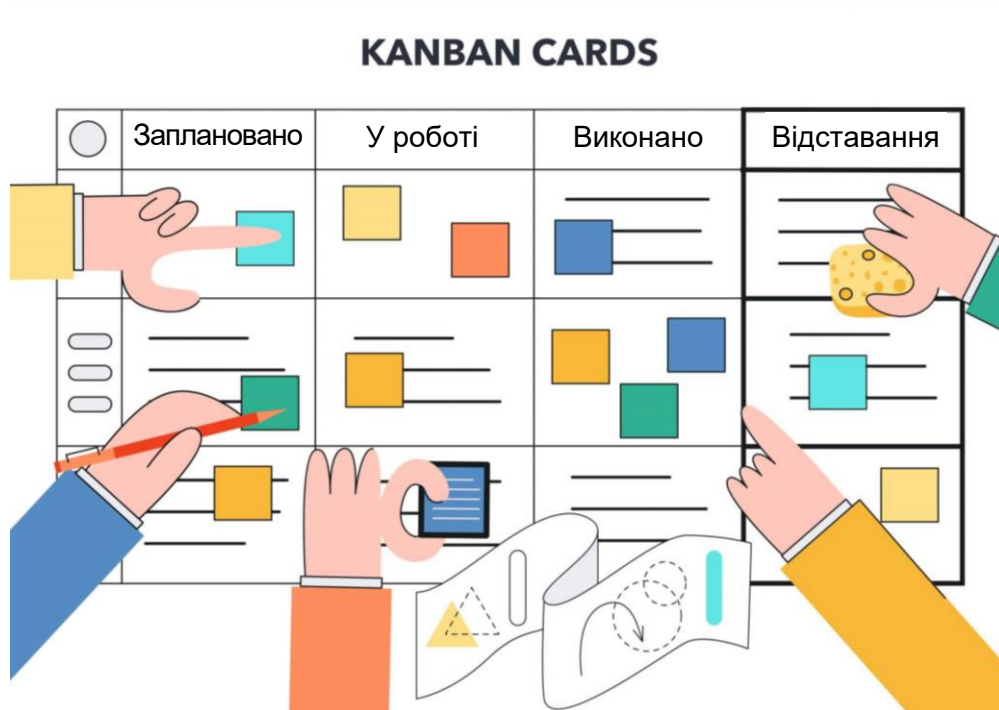 KANBAN CARDS
Заплановано
У роботі
Виконано
Відставання